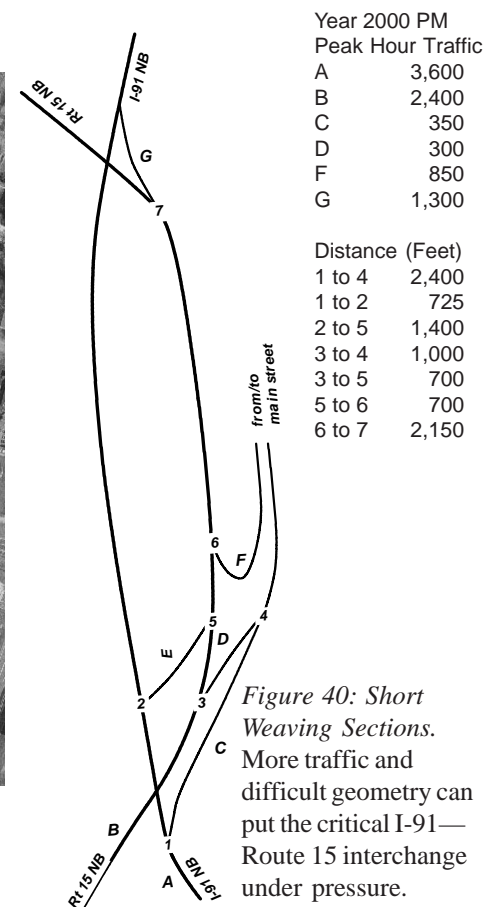 Year 2000 PM
Peak Hour Traffic
A 3,600
B 2,400
C 350
D 300
F 850
G 1,300
Distance (Feet)
1 to 4 2,400
1 to 2 725
2 to 5 1,400
3 to 4 1,000
3 to 5 700
5 to 6 700
6 to 7 2,150
I-91 NB
Rt 15 NB
G
7
from/to
main street
6
F
5
D
4
E
2
3
C
B
1
Rt 15 NB
A
I-91 NB
Figure 40: Short
Weaving Sections.
More traffic and
difficult geometry can
put the critical I-91—
Route 15 interchange
under pressure.